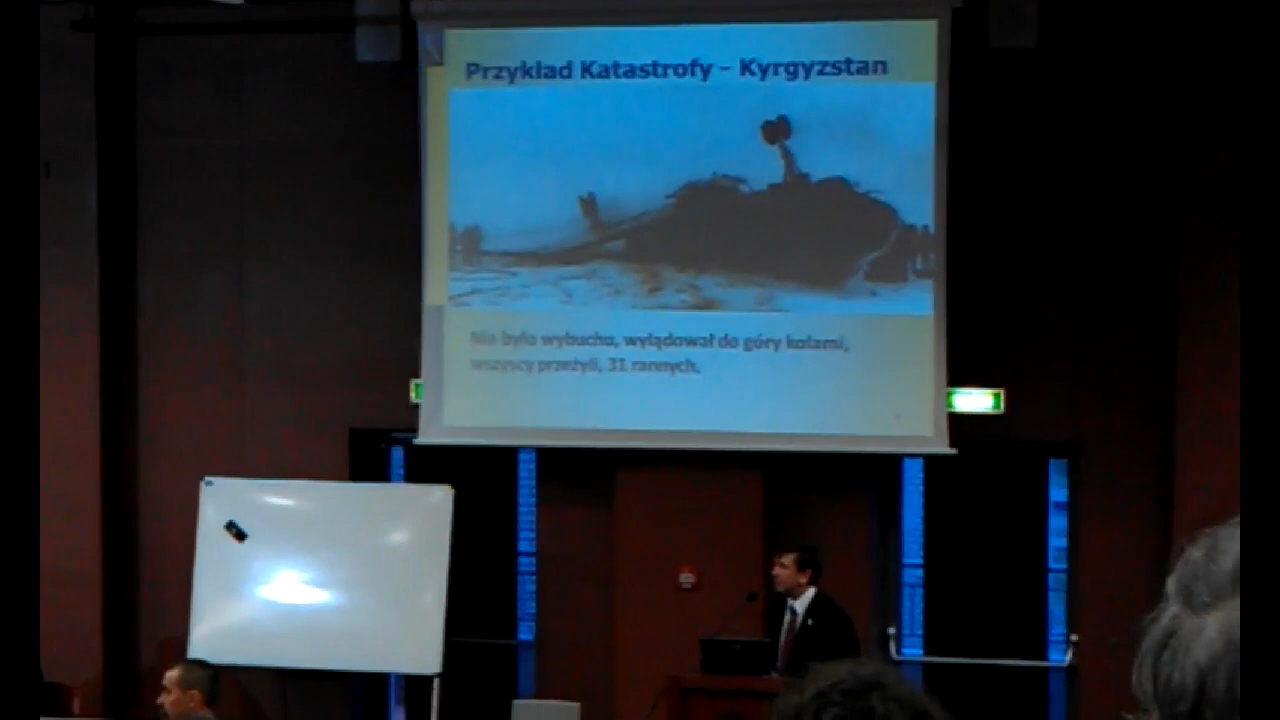 Przykład Katastrofy - Kyrgyzstan
Nie było wybuchu, wylądował do góry kołami,
wszyscy przeżyli, 31 rannych,